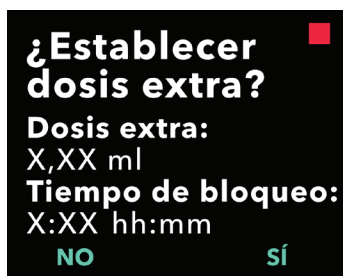 ¿Establecer
dosis extra?
Dosis extra:
X,XX ml
Tiempo de bloqueo:
X:XX hh:mm
NO SÍ